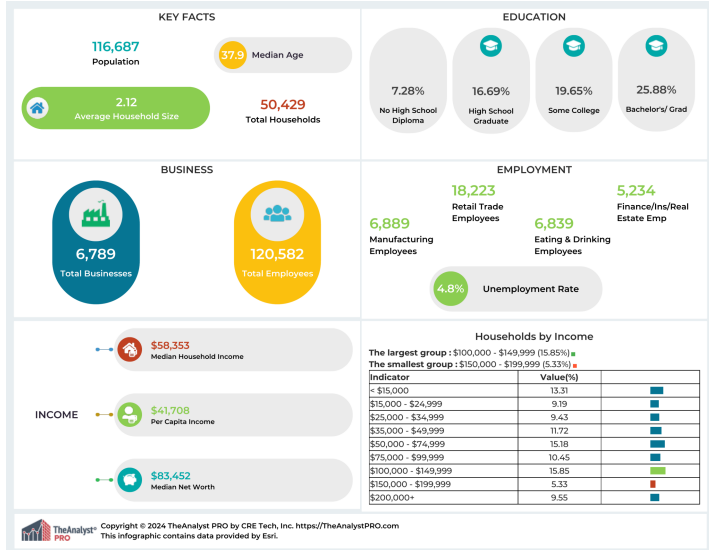 KEY FACTS
116,687
Population
37.9
Median Age
2.12
Average Household Size
50,429
Total Households
EDUCATION
7.28%
No High School
Diploma
16.69%
High School
Graduate
19.65%
Some College
25.88%
Bachelor's/ Grad
BUSINESS
6,789
Total Businesses
120,582
Total Employees
EMPLOYMENT
6,889
Manufacturing
Employees
18,223
Retail Trade
Employees
6,839
Eating & Drinking
Employees
5,234
Finance/Ins/Real
Estate Emp
4.8%
Unemployment Rate
INCOME
$58,353
Median Household Income
$41,708
Per Capita Income
$83,452
Median Net Worth
Households by Income
The largest group : $100,000 - $149,999 (15.85%)
The smallest group : $150,000 - $199,999 (5.33%)
Indicator Value(%)
< $15,000 13.31
$15,000 - $24,999 9.19
$25,000 - $34,999 9.43
$35,000 - $49,999 11.72
$50,000 - $74,999 15.18
$75,000 - $99,999 10.45
$100,000 - $149,999 15.85
$150,000 - $199,999 5.33
$200,000+ 9.55
TheAnalyst®
PRO
Copyright © 2024 TheAnalyst PRO by CRE Tech, Inc. https://TheAnalystPRO.com
This infographic contains data provided by Esri.